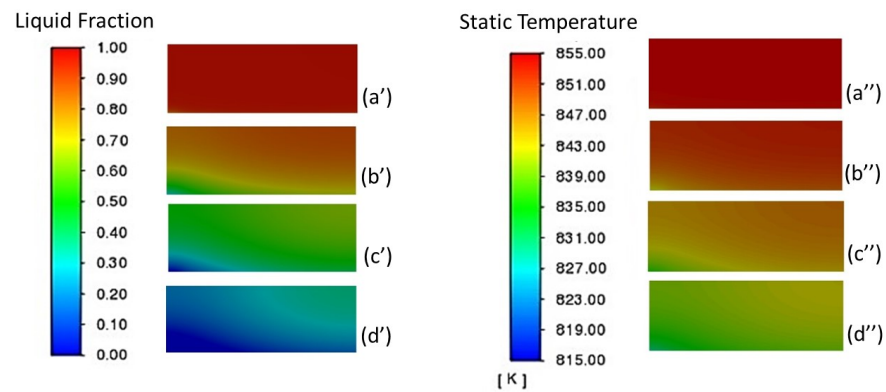 Liquid Fraction
1.00
0.90
0.80
0.70
0.60
0.50
0.40
0.30
0.20
0.10
0.00
(a’)
(b’)
(c’)
(d’)
Static Temperature
855.00
851.00
847.00
843.00
839.00
835.00
831.00
827.00
823.00
819.00
815.00
[ K ]
(a’’)
(b’’)
(c’’)
(d’’)